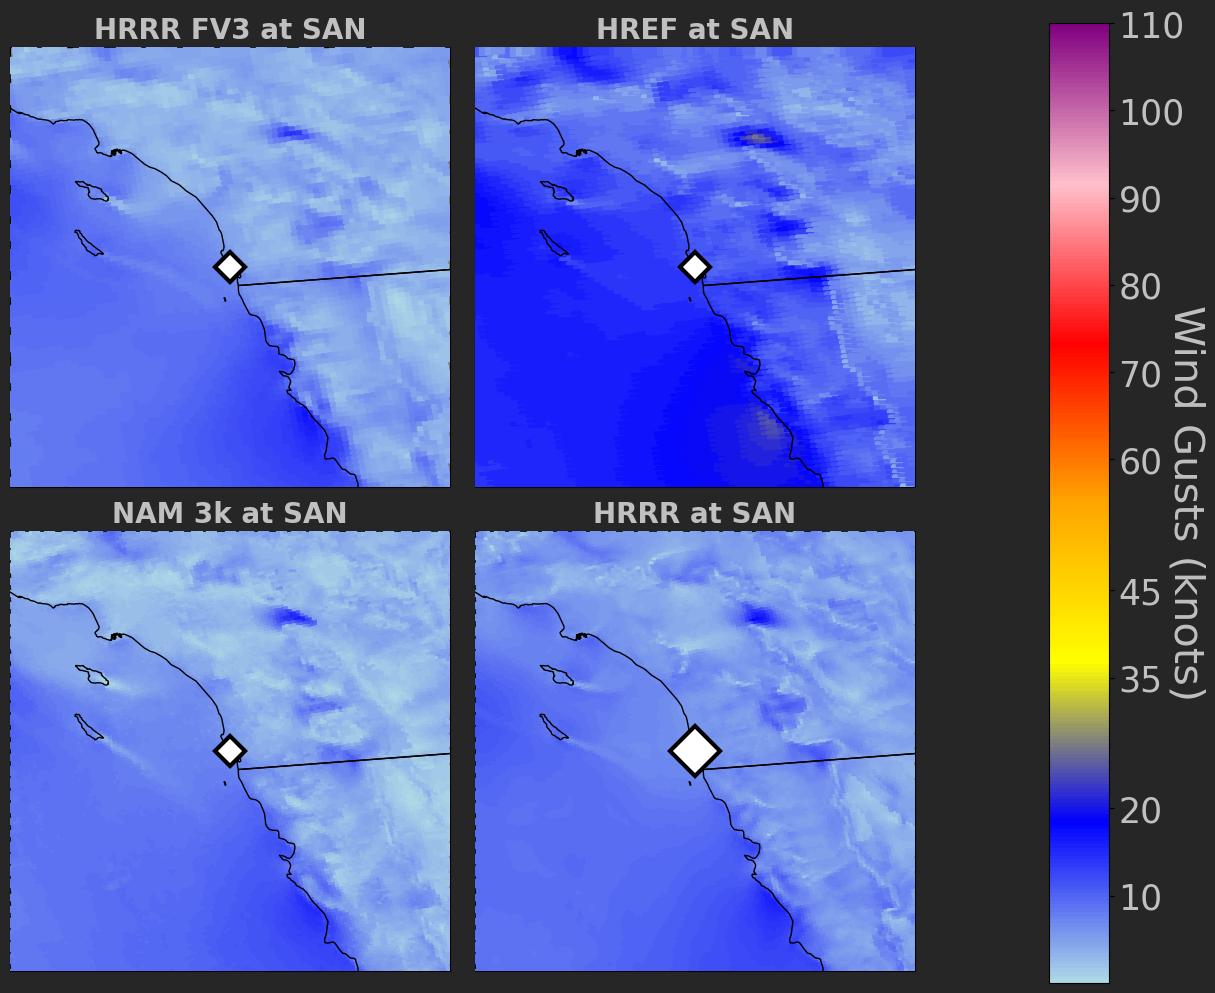 HRRR FV3 at SAN
HREF at SAN
NAM 3k at SAN
HRRR at SAN
110
100
90
80
70
60
45
35
20
10
Wind Gusts (knots)